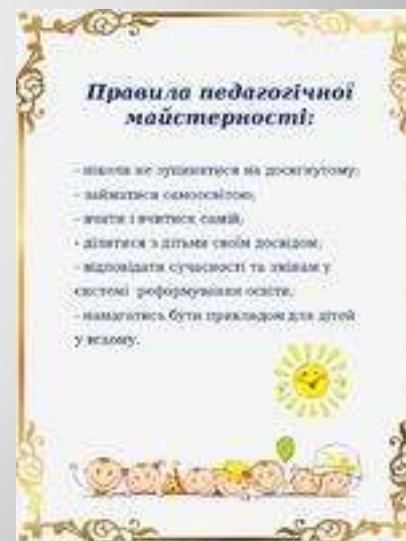 Правила педагогічної
майстерності:
- ніколи не зупинятися на досягнутому;
- займатися самоосвітою;
- вчити і вчитися самій;
- ділитися з дітьми своїм досвідом;
- відповідати сучасності та змінам у
системі реформування освіти;
- намагатись бути прикладом для дітей
у всьому.